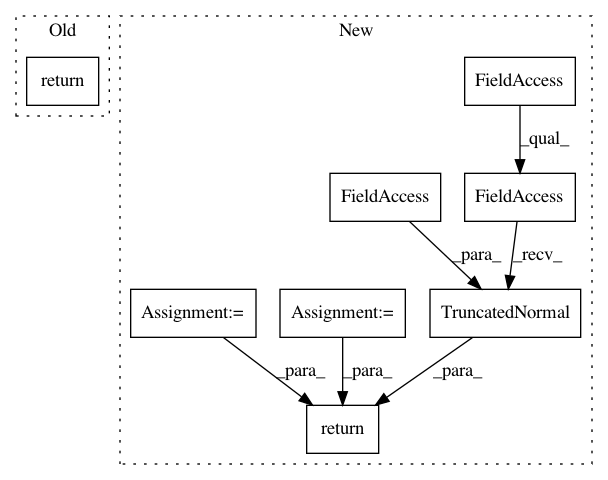 Old
New
return
FieldAccess
_qual_
FieldAccess
FieldAccess
_para_
_recv_
Assignment:=
Assignment:=
TruncatedNormal
_para_
_para_
_para_
return